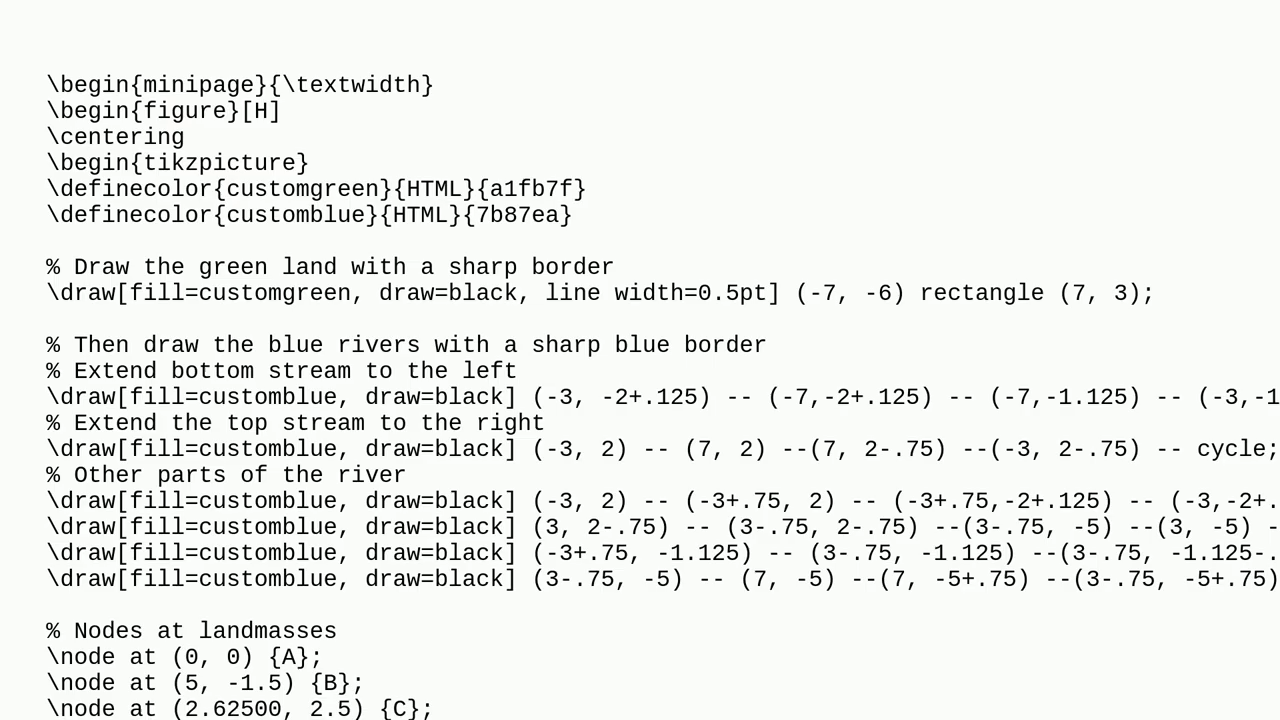 \begin{minipage}{\textwidth}
\begin{figure}[H]
\centering
\begin{tikzpicture}
\definecolor{customgreen}{HTML}{a1fb7f}
\definecolor{customblue}{HTML}{7b87ea}
% Draw the green land with a sharp border
\draw[fill=customgreen, draw=black, line width=0.5pt] (-7, -6) rectangle (7, 3);
% Then draw the blue rivers with a sharp blue border
% Extend bottom stream to the left
\draw[fill=customblue, draw=black] (-3, -2+.125) -- (-7,-2+.125) -- (-7,-1.125) -- (-3,-1
% Extend the top stream to the right
\draw[fill=customblue, draw=black] (-3, 2) -- (7, 2) --(7, 2-.75) --(-3, 2-.75) -- cycle;
% Other parts of the river
\draw[fill=customblue, draw=black] (-3, 2) -- (-3+.75, 2) -- (-3+.75,-2+.125) -- (-3,-2+.
\draw[fill=customblue, draw=black] (3, 2-.75) -- (3-.75, 2-.75) --(3-.75, -5) --(3, -5) -
\draw[fill=customblue, draw=black] (-3+.75, -1.125) -- (3-.75, -1.125) --(3-.75, -1.125-.
\draw[fill=customblue, draw=black] (3-.75, -5) -- (7, -5) --(7, -5+.75) --(3-.75, -5+.75)
% Nodes at landmasses
\node at (0, 0) {A};
\node at (5, -1.5) {B};
\node at (2.62500, 2.5) {C};